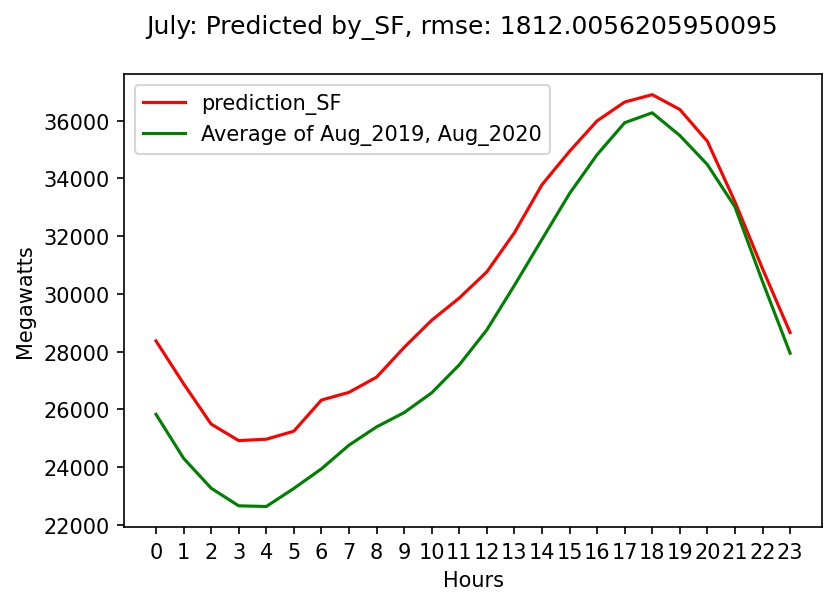 July: Predicted by_SF, rmse: 1812.0056205950095
prediction_SF
Average of Aug_2019, Aug_2020
36000
34000
32000
30000
28000
26000
24000
22000
Megawatts
0 1 2 3 4 5 6 7 8 9 10 11 12 13 14 15 16 17 18 19 20 21 22 23
Hours